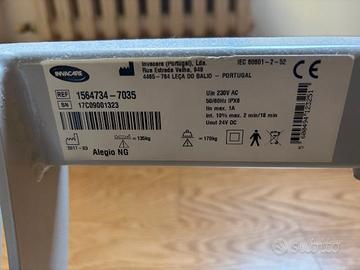 INVACARE
Invacare (Portugal), Lda.
Rua Estrada Velha, 949
4465-784 LEÇA DO BALIO - PORTUGAL
IEC 60601-2-52
REF 1564734-7035
SN 17C09001323
Uin 230V AC
50/60Hz IPX6
Iin max. 1A
Int. 10% max. 2 min/18 min
Uout 24V DC
= 135kg
= 170kg
2017-03
Alegio NG
subito